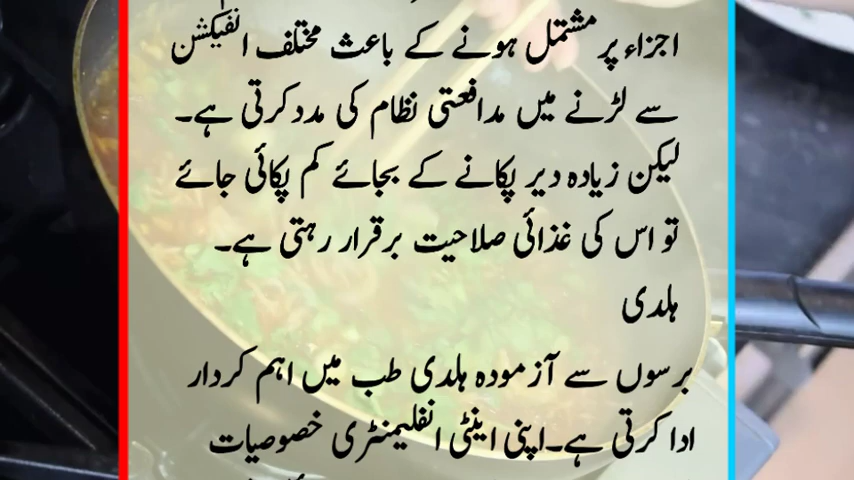 اجزاء پر مشتمل ہونے کے باعث مختلف انفیکشن
سے لڑنے میں مدافعتی نظام کی مدد کرتی ہے۔
لیکن زیادہ دیر پکانے کے بجائے کم پکائی جائے
تو اس کی غذائی صلاحیت برقرار رہتی ہے۔
ہلدی
برسوں سے آزمودہ ہلدی طب میں اہم کردار
ادا کرتی ہے۔اپنی اینٹی انفلیمنٹری خصوصیات